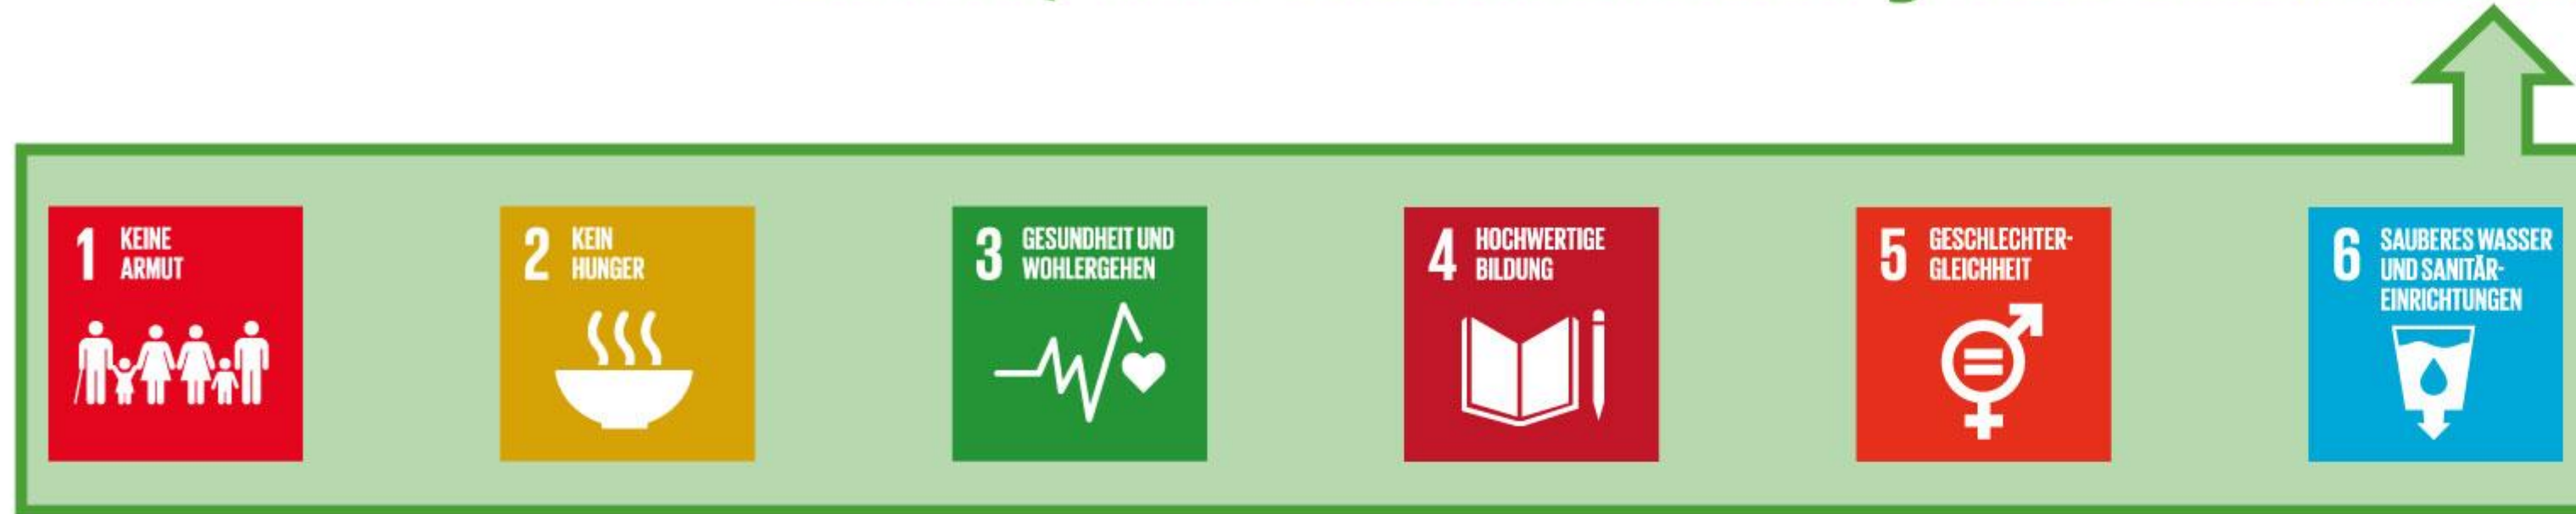 1 KEINE
ARMUT
2 KEIN
HUNGER
3 GESUNDHEIT UND
WOHLERGEHEN
4 HOCHWERTIGE
BILDUNG
5 GESCHLECHTER-
GLEICHHEIT
6 SAUBERES WASSER
UND SANITÄR-
EINRICHTUNGEN